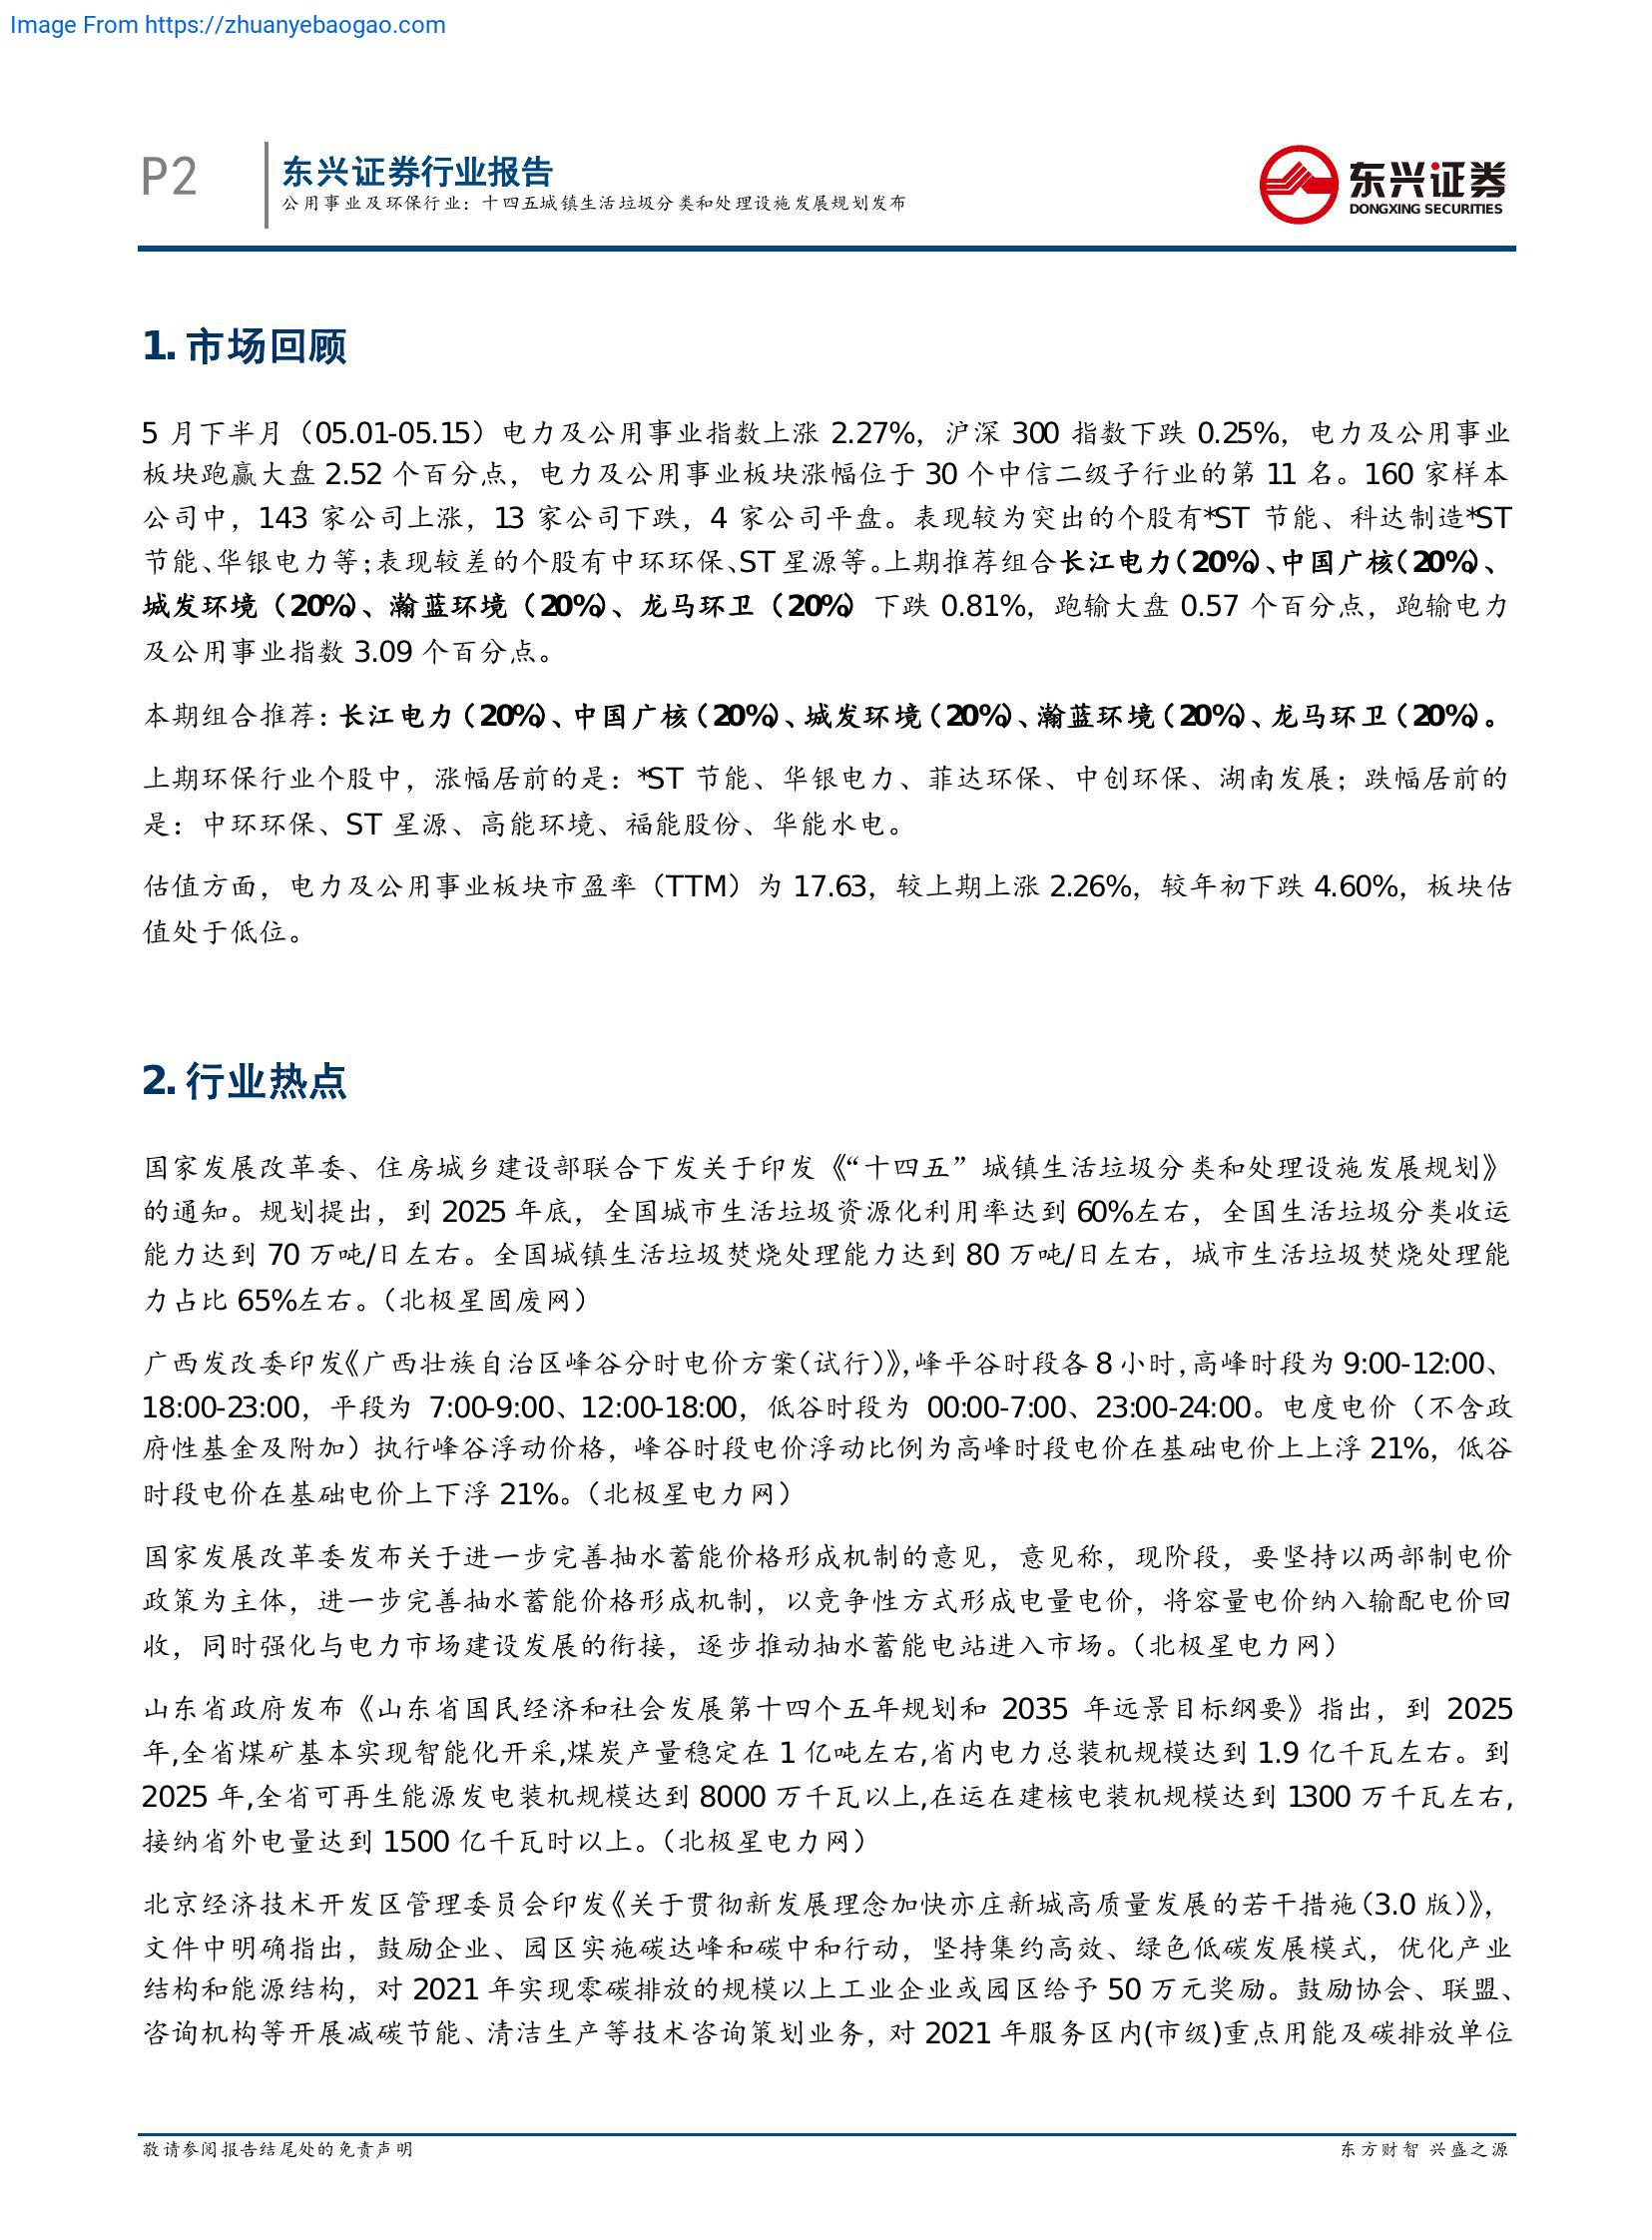 Image From https://zhuanyebaogao.com
P2
东兴证券行业报告
公用事业及环保行业：十四五城镇生活垃圾分类和处理设施发展规划发布
东兴证券
DONGXING SECURITIES
1. 市场回顾
5 月下半月（05.01-05.15）电力及公用事业指数上涨 2.27%，沪深 300 指数下跌 0.25%，电力及公用事业
板块跑赢大盘 2.52 个百分点，电力及公用事业板块涨幅位于 30 个中信二级子行业的第 11 名。160 家样本
公司中，143 家公司上涨，13 家公司下跌，4 家公司平盘。表现较为突出的个股有*ST 节能、科达制造*ST
节能、华银电力等；表现较差的个股有中环环保、ST 星源等。上期推荐组合长江电力（20%）、中国广核（20%）、
城发环境（20%）、瀚蓝环境（20%）、龙马环卫（20%）下跌 0.81%，跑输大盘 0.57 个百分点，跑输电力
及公用事业指数 3.09 个百分点。
本期组合推荐：长江电力（20%）、中国广核（20%）、城发环境（20%）、瀚蓝环境（20%）、龙马环卫（20%）。
上期环保行业个股中，涨幅居前的是：*ST 节能、华银电力、菲达环保、中创环保、湖南发展；跌幅居前的
是：中环环保、ST 星源、高能环境、福能股份、华能水电。
估值方面，电力及公用事业板块市盈率（TTM）为 17.63，较上期上涨 2.26%，较年初下跌 4.60%，板块估
值处于低位。
2. 行业热点
国家发展改革委、住房城乡建设部联合下发关于印发《“十四五”城镇生活垃圾分类和处理设施发展规划》
的通知。规划提出，到 2025 年底，全国城市生活垃圾资源化利用率达到 60%左右，全国生活垃圾分类收运
能力达到 70 万吨/日左右。全国城镇生活垃圾焚烧处理能力达到 80 万吨/日左右，城市生活垃圾焚烧处理能
力占比 65%左右。（北极星固废网）
广西发改委印发《广西壮族自治区峰谷分时电价方案（试行）》，峰平谷时段各 8 小时，高峰时段为 9:00-12:00、
18:00-23:00，平段为 7:00-9:00、12:00-18:00，低谷时段为 00:00-7:00、23:00-24:00。电度电价（不含政
府性基金及附加）执行峰谷浮动价格，峰谷时段电价浮动比例为高峰时段电价在基础电价上上浮 21%，低谷
时段电价在基础电价上下浮 21%。（北极星电力网）
国家发展改革委发布关于进一步完善抽水蓄能价格形成机制的意见，意见称，现阶段，要坚持以两部制电价
政策为主体，进一步完善抽水蓄能价格形成机制，以竞争性方式形成电量电价，将容量电价纳入输配电价回
收，同时强化与电力市场建设发展的衔接，逐步推动抽水蓄能电站进入市场。（北极星电力网）
山东省政府发布《山东省国民经济和社会发展第十四个五年规划和 2035 年远景目标纲要》指出，到 2025
年,全省煤矿基本实现智能化开采,煤炭产量稳定在 1 亿吨左右,省内电力总装机规模达到 1.9 亿千瓦左右。到
2025 年,全省可再生能源发电装机规模达到 8000 万千瓦以上,在运在建核电装机规模达到 1300 万千瓦左右,
接纳省外电量达到 1500 亿千瓦时以上。（北极星电力网）
北京经济技术开发区管理委员会印发《关于贯彻新发展理念加快亦庄新城高质量发展的若干措施（3.0 版）》，
文件中明确指出，鼓励企业、园区实施碳达峰和碳中和行动，坚持集约高效、绿色低碳发展模式，优化产业
结构和能源结构，对 2021 年实现零碳排放的规模以上工业企业或园区给予 50 万元奖励。鼓励协会、联盟、
咨询机构等开展减碳节能、清洁生产等技术咨询策划业务，对 2021 年服务区内(市级)重点用能及碳排放单位
敬请参阅报告结尾处的免责声明
东方财智 兴盛之源